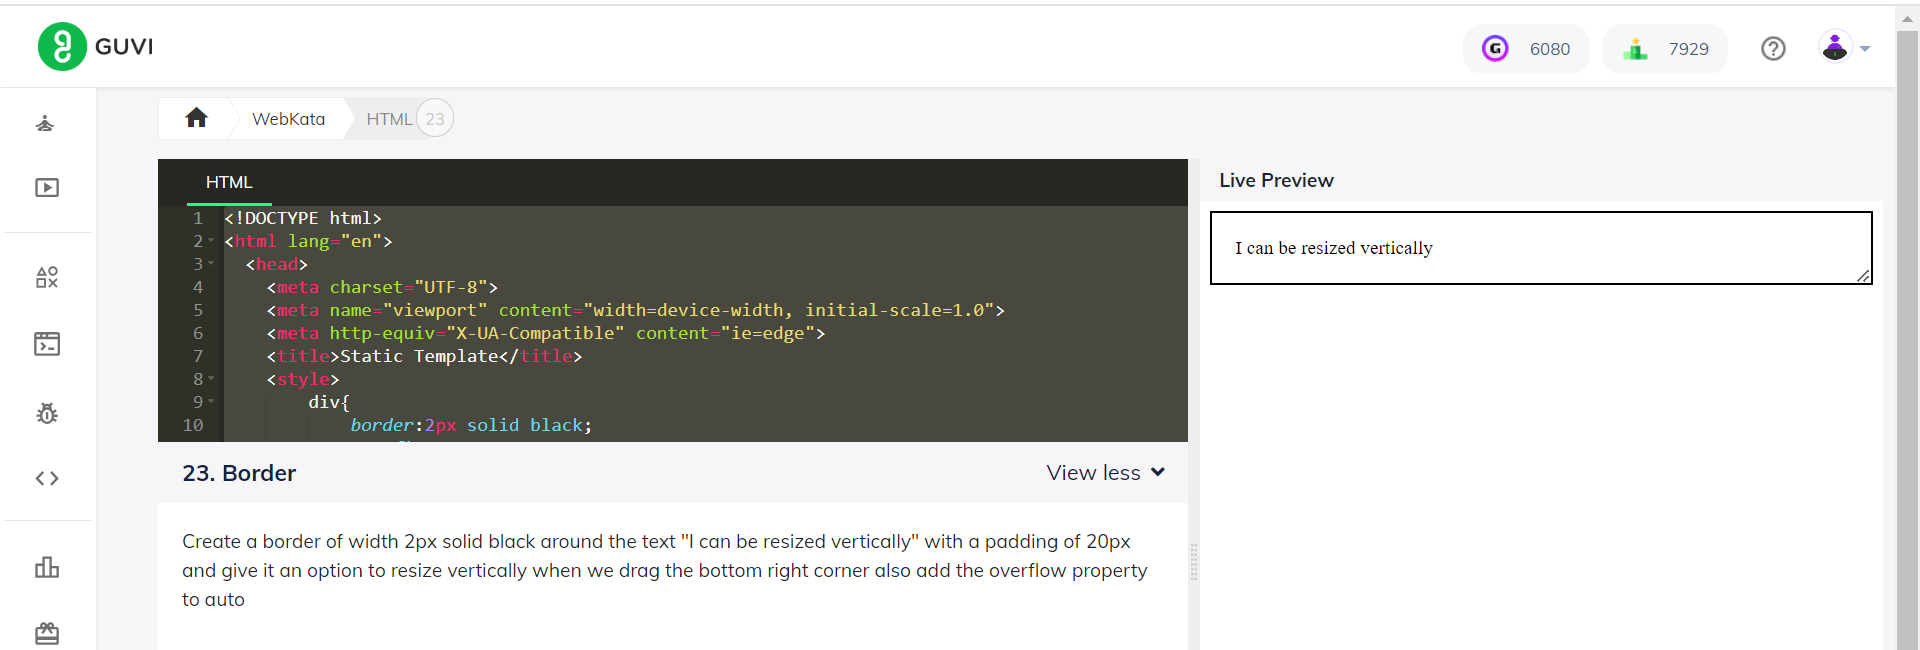 GUVI
6080
7929
WebKata
HTML
23
HTML
Live Preview
1 <!DOCTYPE html>
2 <html lang="en">
3 <head>
4 <meta charset="UTF-8">
5 <meta name="viewport" content="width=device-width, initial-scale=1.0">
6 <meta http-equiv="X-UA-Compatible" content="ie=edge">
7 <title>Static Template</title>
8 <style>
9 div{
10 border:2px solid black;
I can be resized vertically
23. Border
View less
Create a border of width 2px solid black around the text "I can be resized vertically" with a padding of 20px
and give it an option to resize vertically when we drag the bottom right corner also add the overflow property
to auto